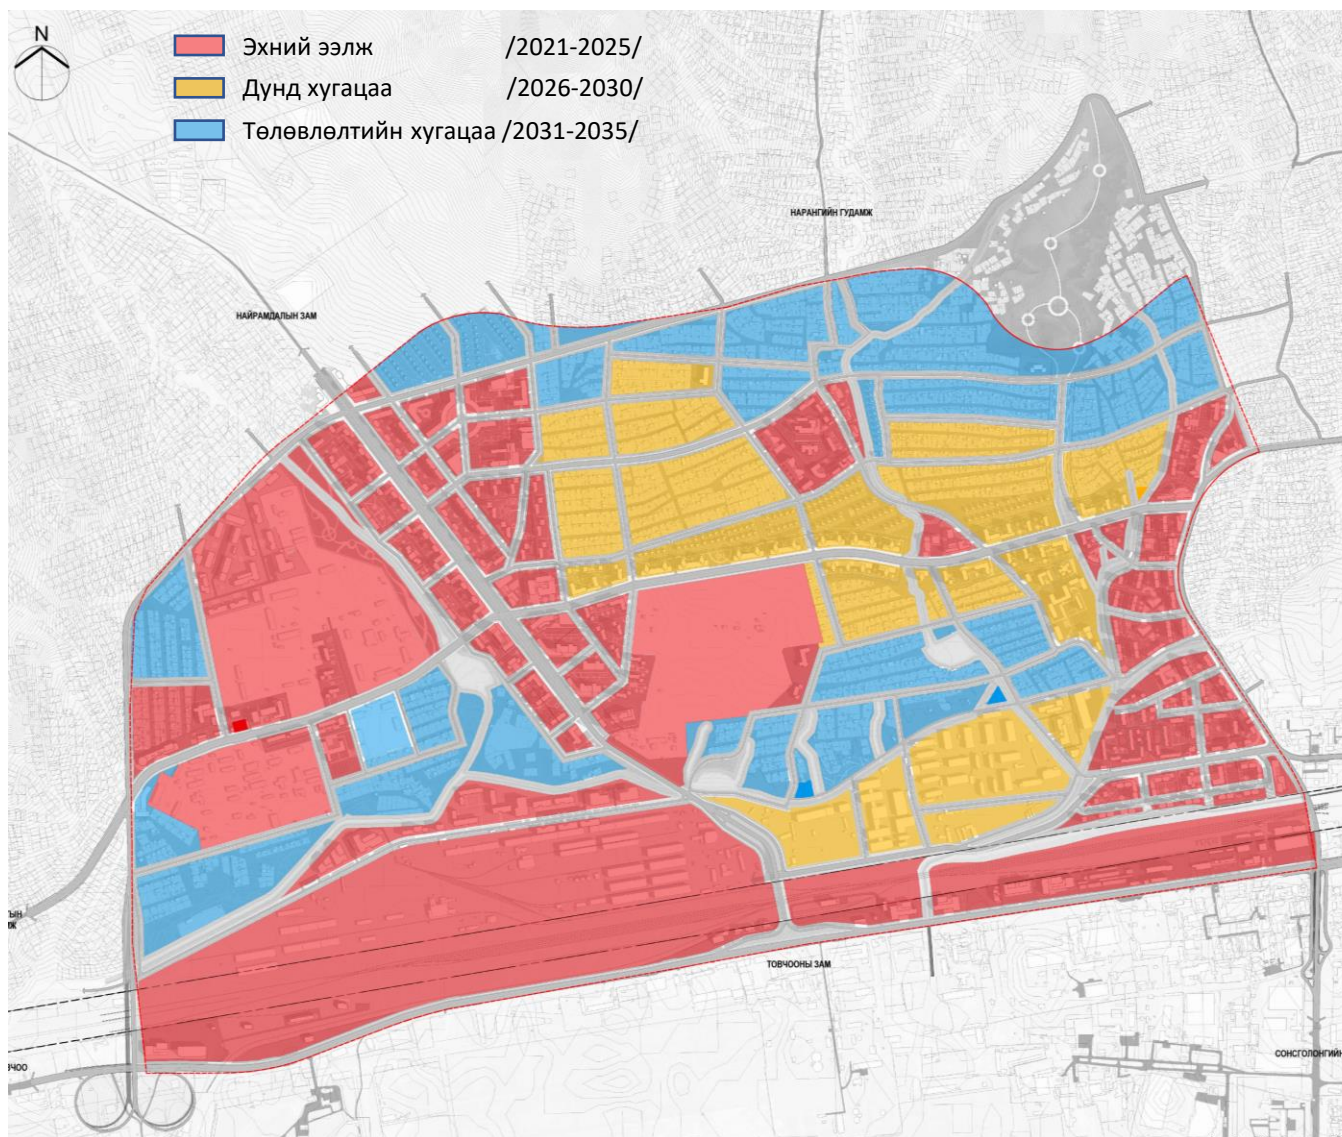 N
Эхний ээлж /2021-2025/
Дунд хугацаа /2026-2030/
Төлөвлөлтийн хугацаа /2031-2035/
НАРАНГИЙН ГУДАМЖ
НАЙРАМДАЛЫН ЗАМ
ТОВЧООНЫ ЗАМ
СОНСГОЛОНГИЙН
ВЧОО